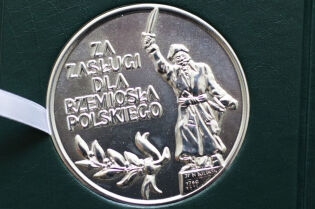 ZA
ZASŁUGI
DLA
RZEMIOSŁA
POLSKIEGO